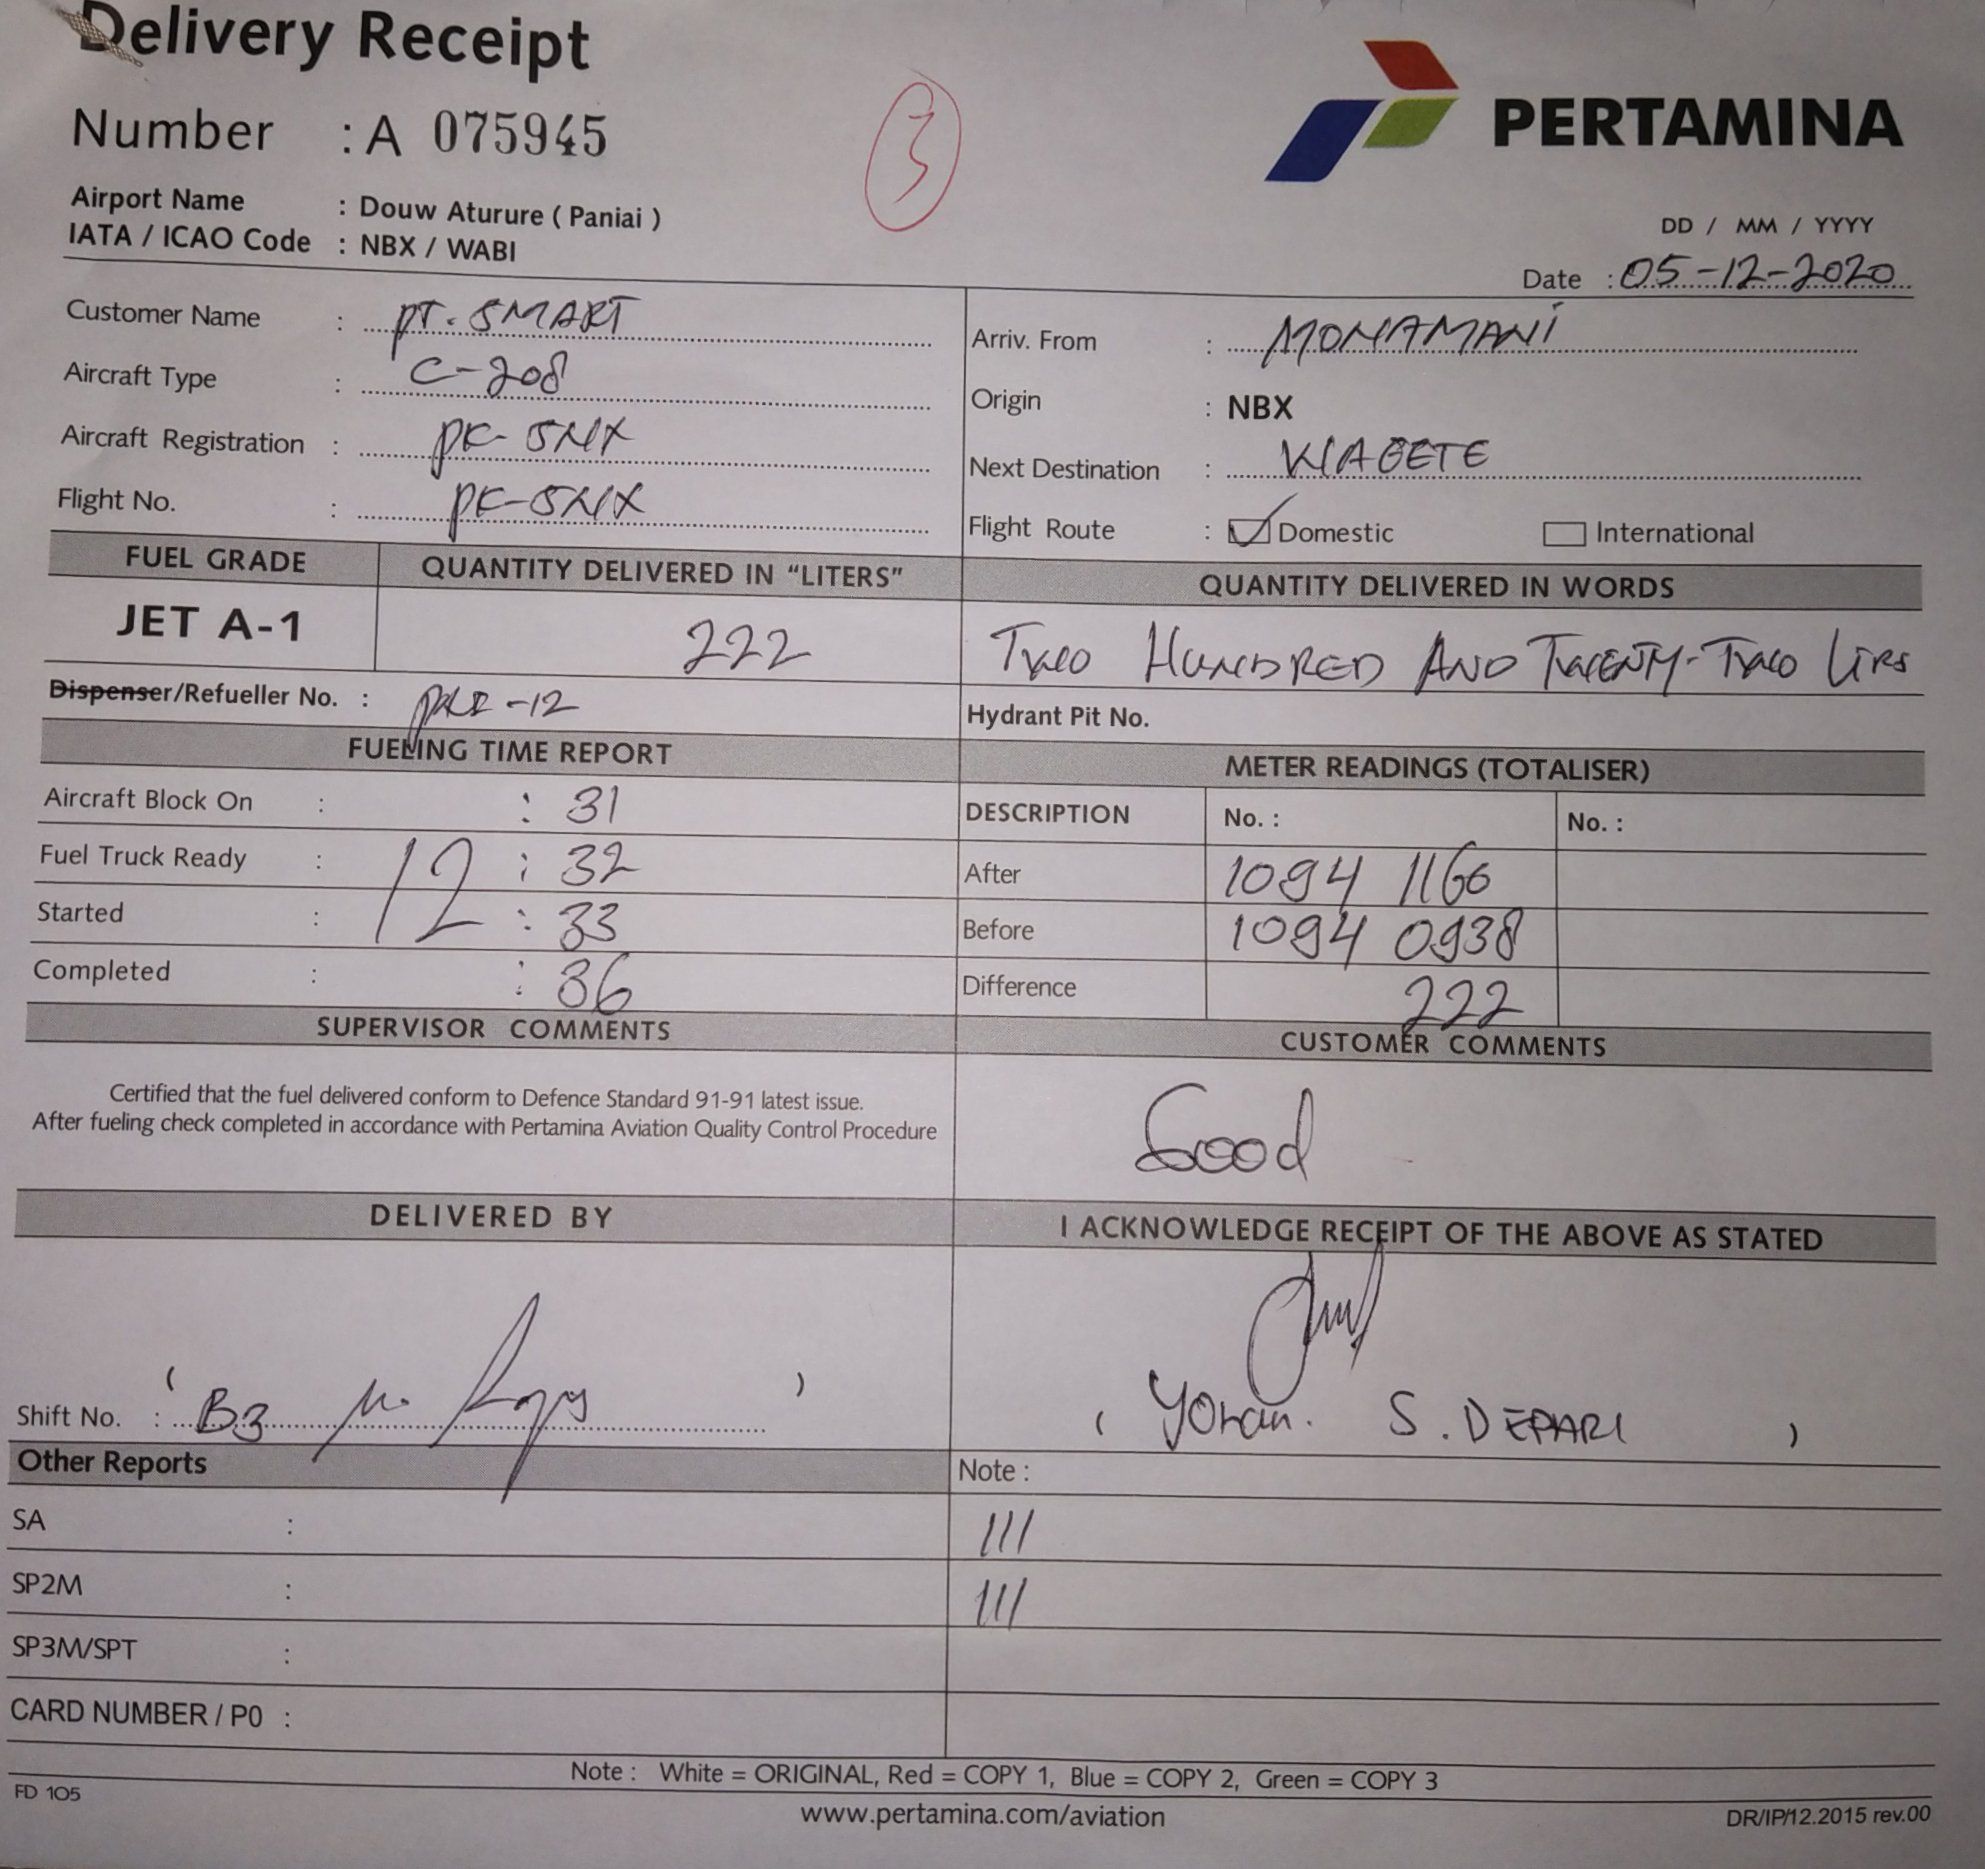 Delivery Receipt
Number : A 075945
3
PERTAMINA
Airport Name : Douw Aturure ( Paniai )
IATA / ICAO Code : NBX / WABI
DD / MM / YYYY
Date : 05-12-2020
Customer Name : PT. SMART
Aircraft Type : C-208
Aircraft Registration : PK-SNX
Flight No. : PK-SNX
Arriv. From : MONAMANI
Origin : NBX
Next Destination : WAGETE
Flight Route : Domestic International
FUEL GRADE QUANTITY DELIVERED IN “LITERS” QUANTITY DELIVERED IN WORDS
JET A-1 222 TWO HUNDRED AND TWENTY-TWO LTRS
Dispenser/Refueller No. : -12
Hydrant Pit No.
FUELING TIME REPORT
Aircraft Block On : : 31
Fuel Truck Ready : 12 : 32
Started : : 33
Completed : : 36
METER READINGS (TOTALISER)
DESCRIPTION No. : No. :
After 1094 1160
Before 1094 0938
Difference 222
SUPERVISOR COMMENTS
Certified that the fuel delivered conform to Defence Standard 91-91 latest issue.
After fueling check completed in accordance with Pertamina Aviation Quality Control Procedure
CUSTOMER COMMENTS
Good
DELIVERED BY
Shift No. : B3
( )
I ACKNOWLEDGE RECEIPT OF THE ABOVE AS STATED
( Yohan. S. DEPARI )
Other Reports
SA :
SP2M :
SP3M/SPT :
CARD NUMBER / P0 :
Note :
///
///
Note : White = ORIGINAL, Red = COPY 1, Blue = COPY 2, Green = COPY 3
FD 105
www.pertamina.com/aviation
DR/IP/12.2015 rev.00